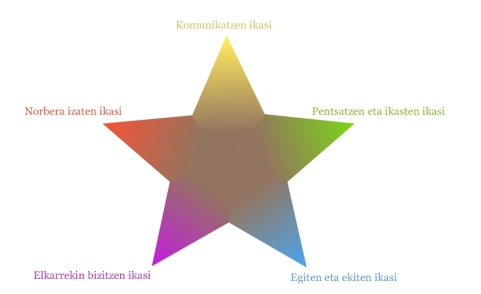 Komunikatzen ikasi
Norbera izaten ikasi
Pentsatzen eta ikasten ikasi
Elkarrekin bizitzen ikasi
Egiten eta ekiten ikasi